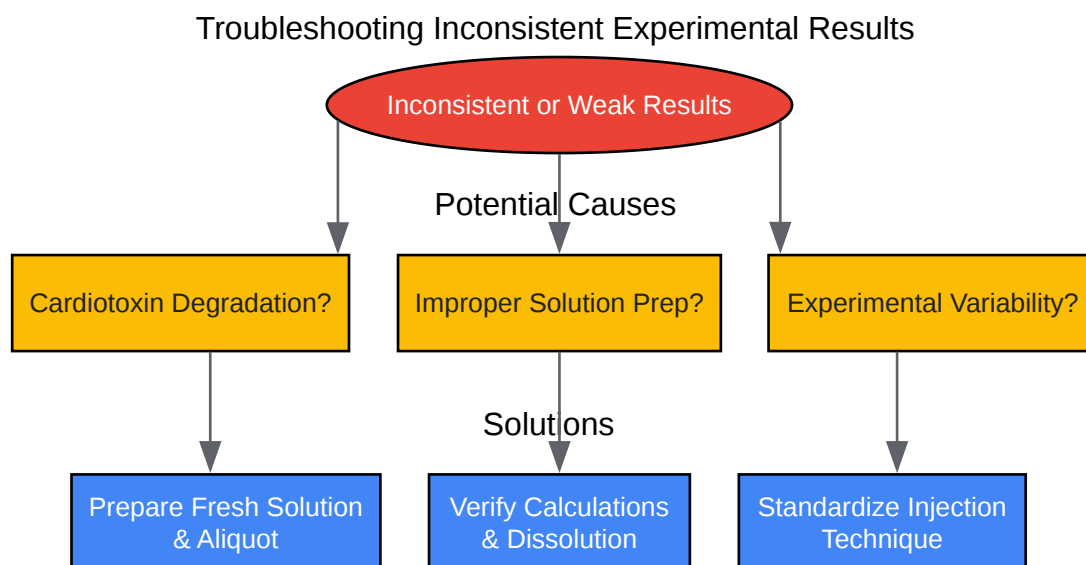 Troubleshooting Inconsistent Experimental Results
Inconsistent or Weak Results
Potential Causes
Cardiotoxin Degradation?
Improper Solution Prep?
Experimental Variability?
Solutions
Prepare Fresh Solution
& Aliquot
Verify Calculations
& Dissolution
Standardize Injection
Technique